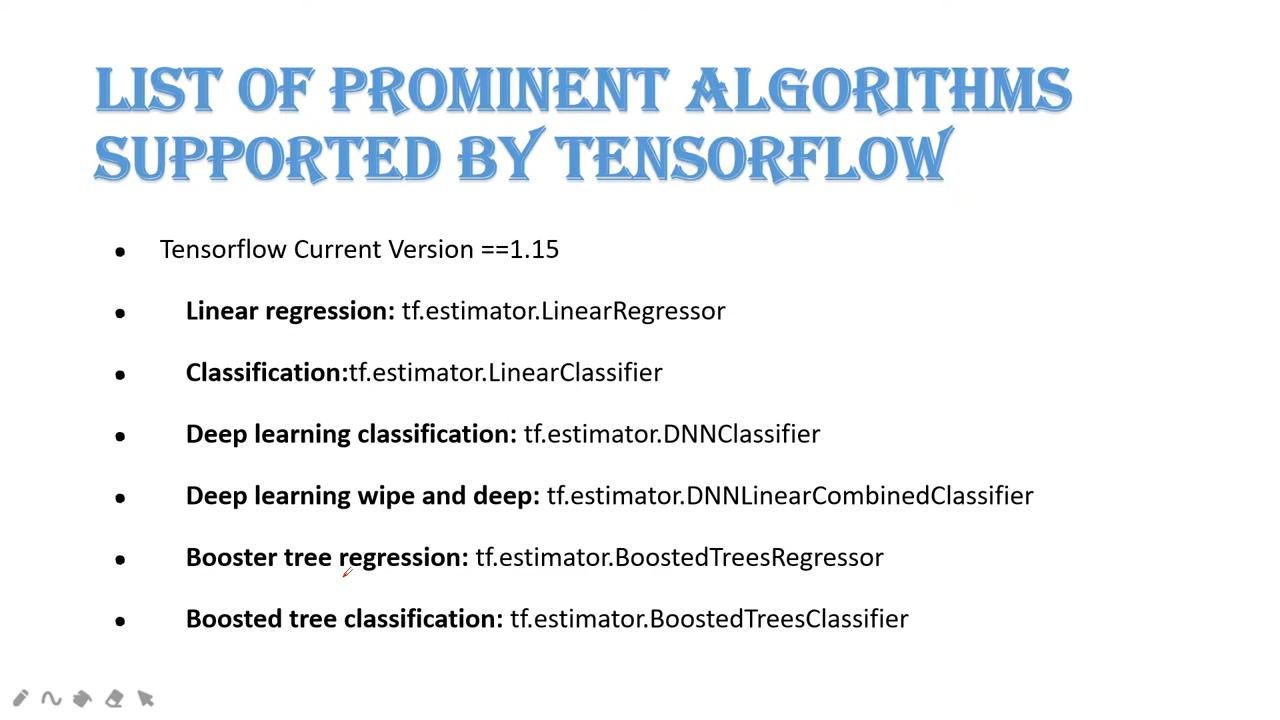 LIST OF PROMINENT ALGORITHMS
SUPPORTED BY TENSORFLOW
• Tensorflow Current Version ==1.15
• Linear regression: tf.estimator.LinearRegressor
• Classification:tf.estimator.LinearClassifier
• Deep learning classification: tf.estimator.DNNClassifier
• Deep learning wipe and deep: tf.estimator.DNNLinearCombinedClassifier
• Booster tree regression: tf.estimator.BoostedTreesRegressor
• Boosted tree classification: tf.estimator.BoostedTreesClassifier